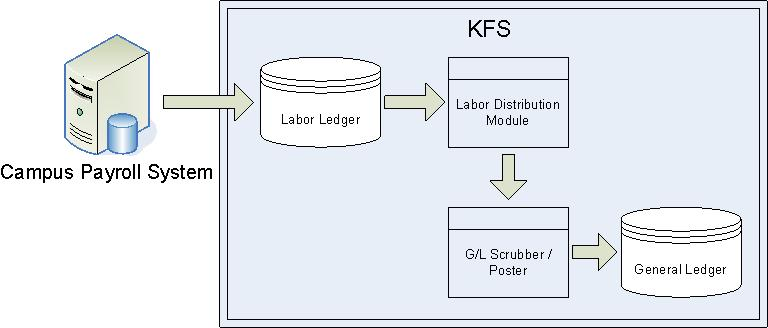 KFS
Campus Payroll System
Labor Ledger
Labor Distribution
Module
G/L Scrubber /
Poster
General Ledger